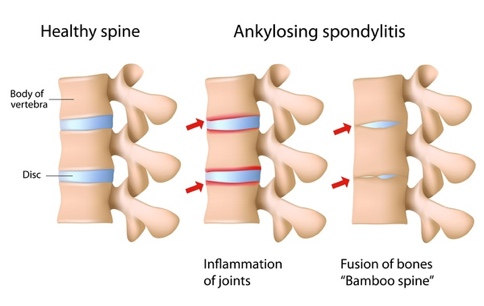 Healthy spine
Ankylosing spondylitis
Body of
vertebra
Disc
Inflammation
of joints
Fusion of bones
“Bamboo spine”